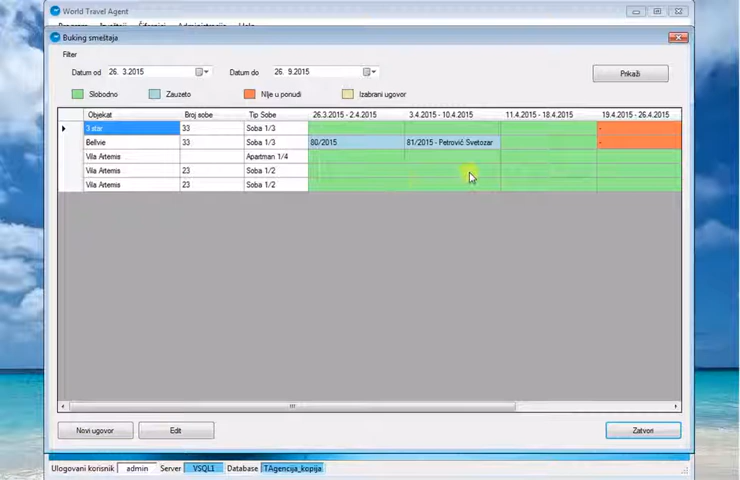 World Travel Agent
Buking smeštaja
Filter
Datum od 26. 3.2015 Datum do 26. 9.2015 Prikaži
Slobodno Zauzeto NIje u ponudi Izabrani ugovor
Objekat Broj sobe Tip Sobe 26.3.2015 - 2.4.2015 3.4.2015 - 10.4.2015 11.4.2015 - 18.4.2015 19.4.2015 - 26.4.2015
3 star 33 Soba 1/3 -
Bellvie 33 Soba 1/3 80/2015 81/2015 - Petrović Svetozar -
Vila Artemis Apartman 1/4
Vila Artemis 23 Soba 1/2
Vila Artemis 23 Soba 1/2
Novi ugovor Edit Zatvori
Ulogovani korisnik admin Server VSQL1 Database TAgencija_kopija